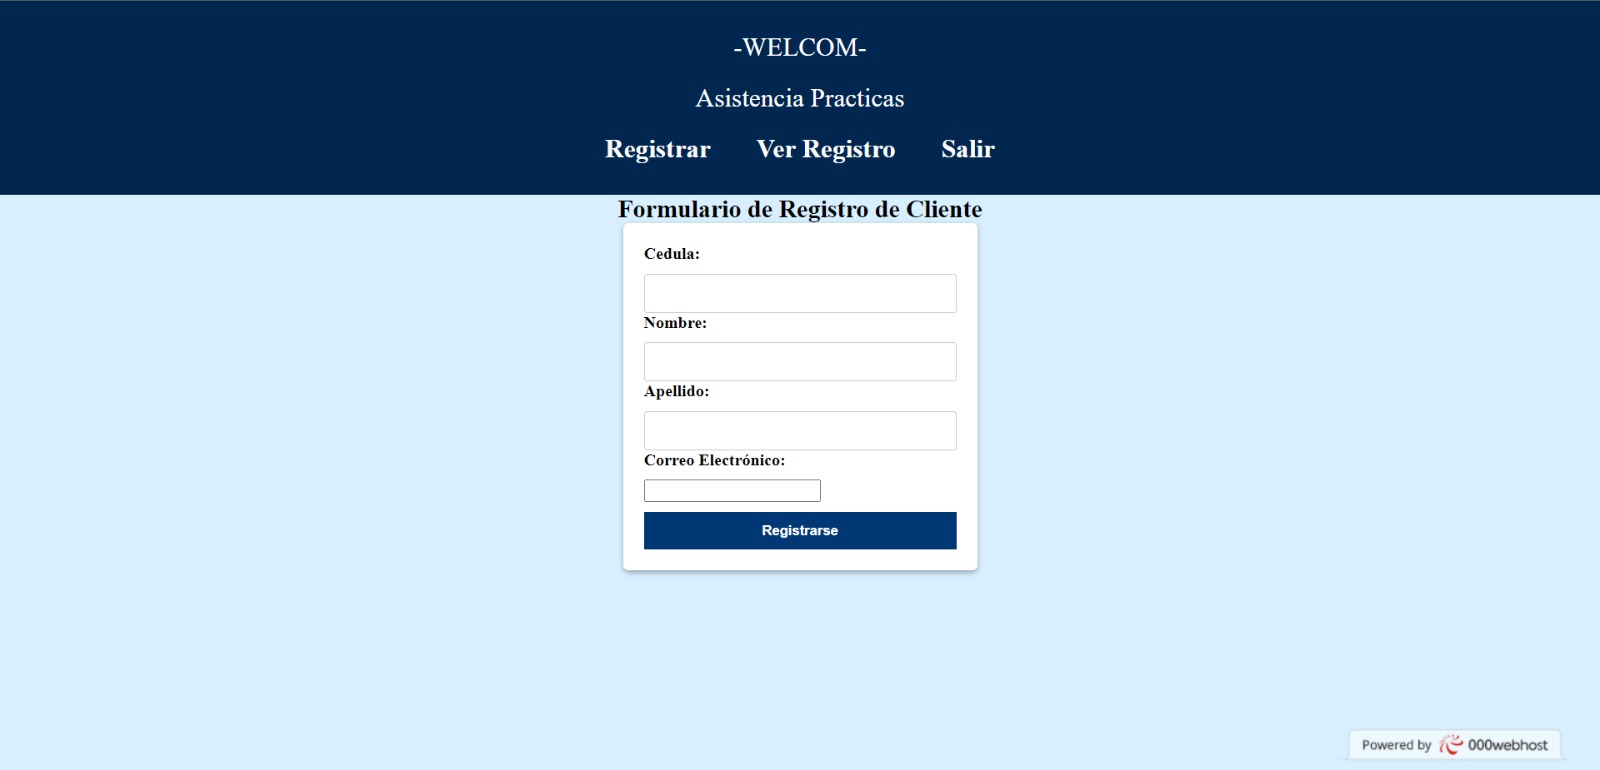 -WELCOM-
Asistencia Practicas
Registrar Ver Registro Salir
Formulario de Registro de Cliente
Cedula:
Nombre:
Apellido:
Correo Electrónico:
Registrarse
Powered by 000webhost